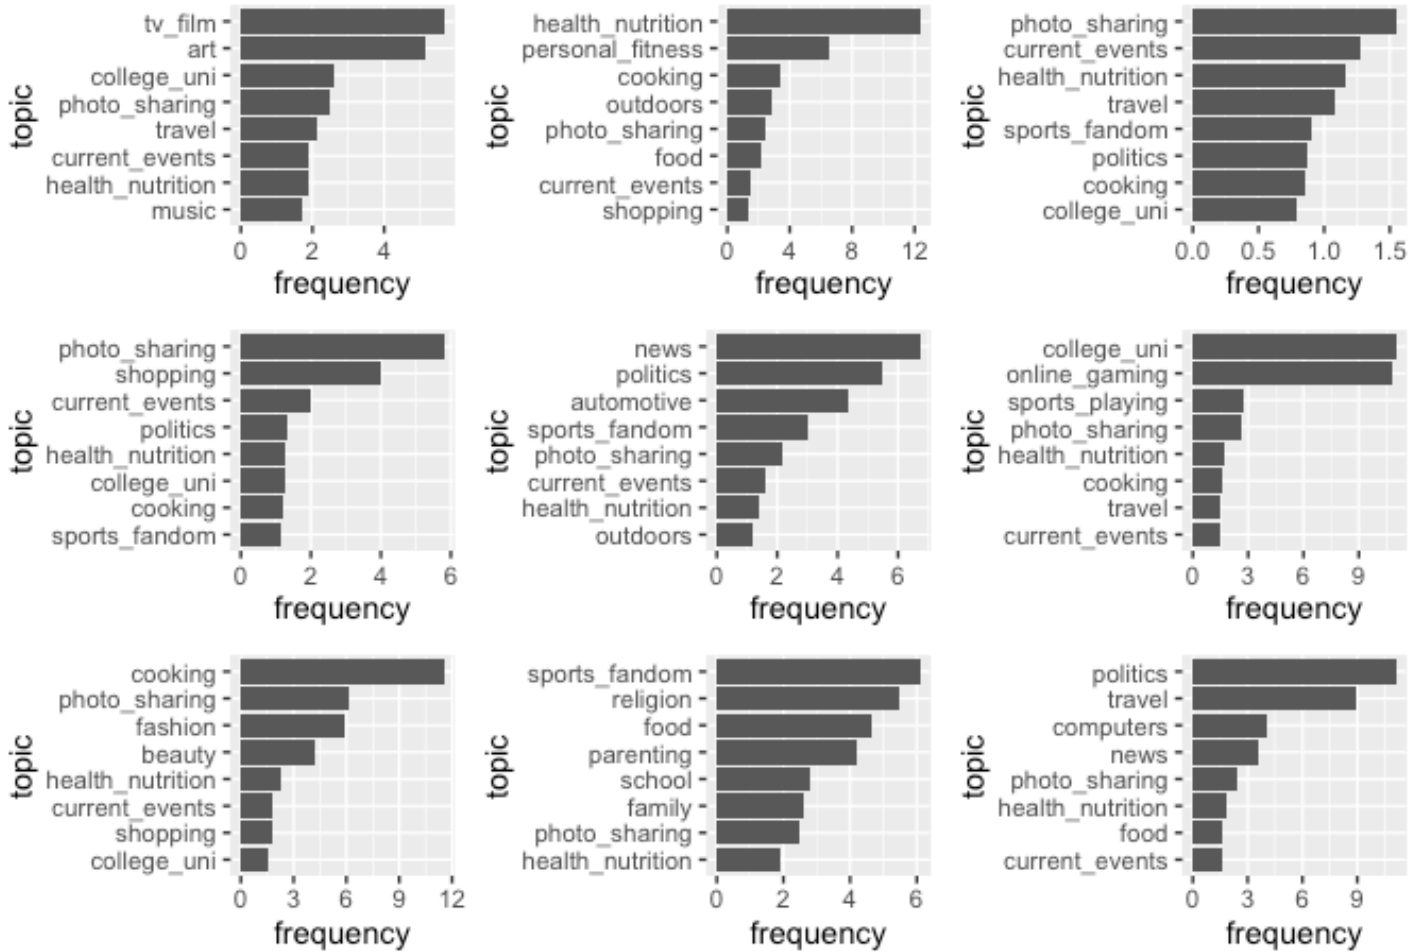 topic
tv_film
art
college_uni
photo_sharing
travel
current_events
health_nutrition
music
0 2 4
frequency
topic
health_nutrition
personal_fitness
cooking
outdoors
photo_sharing
food
current_events
shopping
0 4 8 12
frequency
topic
photo_sharing
current_events
health_nutrition
travel
sports_fandom
politics
cooking
college_uni
0.0 0.5 1.0 1.5
frequency
topic
photo_sharing
shopping
current_events
politics
health_nutrition
college_uni
cooking
sports_fandom
0 2 4 6
frequency
topic
news
politics
automotive
sports_fandom
photo_sharing
current_events
health_nutrition
outdoors
0 2 4 6
frequency
topic
college_uni
online_gaming
sports_playing
photo_sharing
health_nutrition
cooking
travel
current_events
0 3 6 9
frequency
topic
cooking
photo_sharing
fashion
beauty
health_nutrition
current_events
shopping
college_uni
0 3 6 9 12
frequency
topic
sports_fandom
religion
food
parenting
school
family
photo_sharing
health_nutrition
0 2 4 6
frequency
topic
politics
travel
computers
news
photo_sharing
health_nutrition
food
current_events
0 3 6 9
frequency